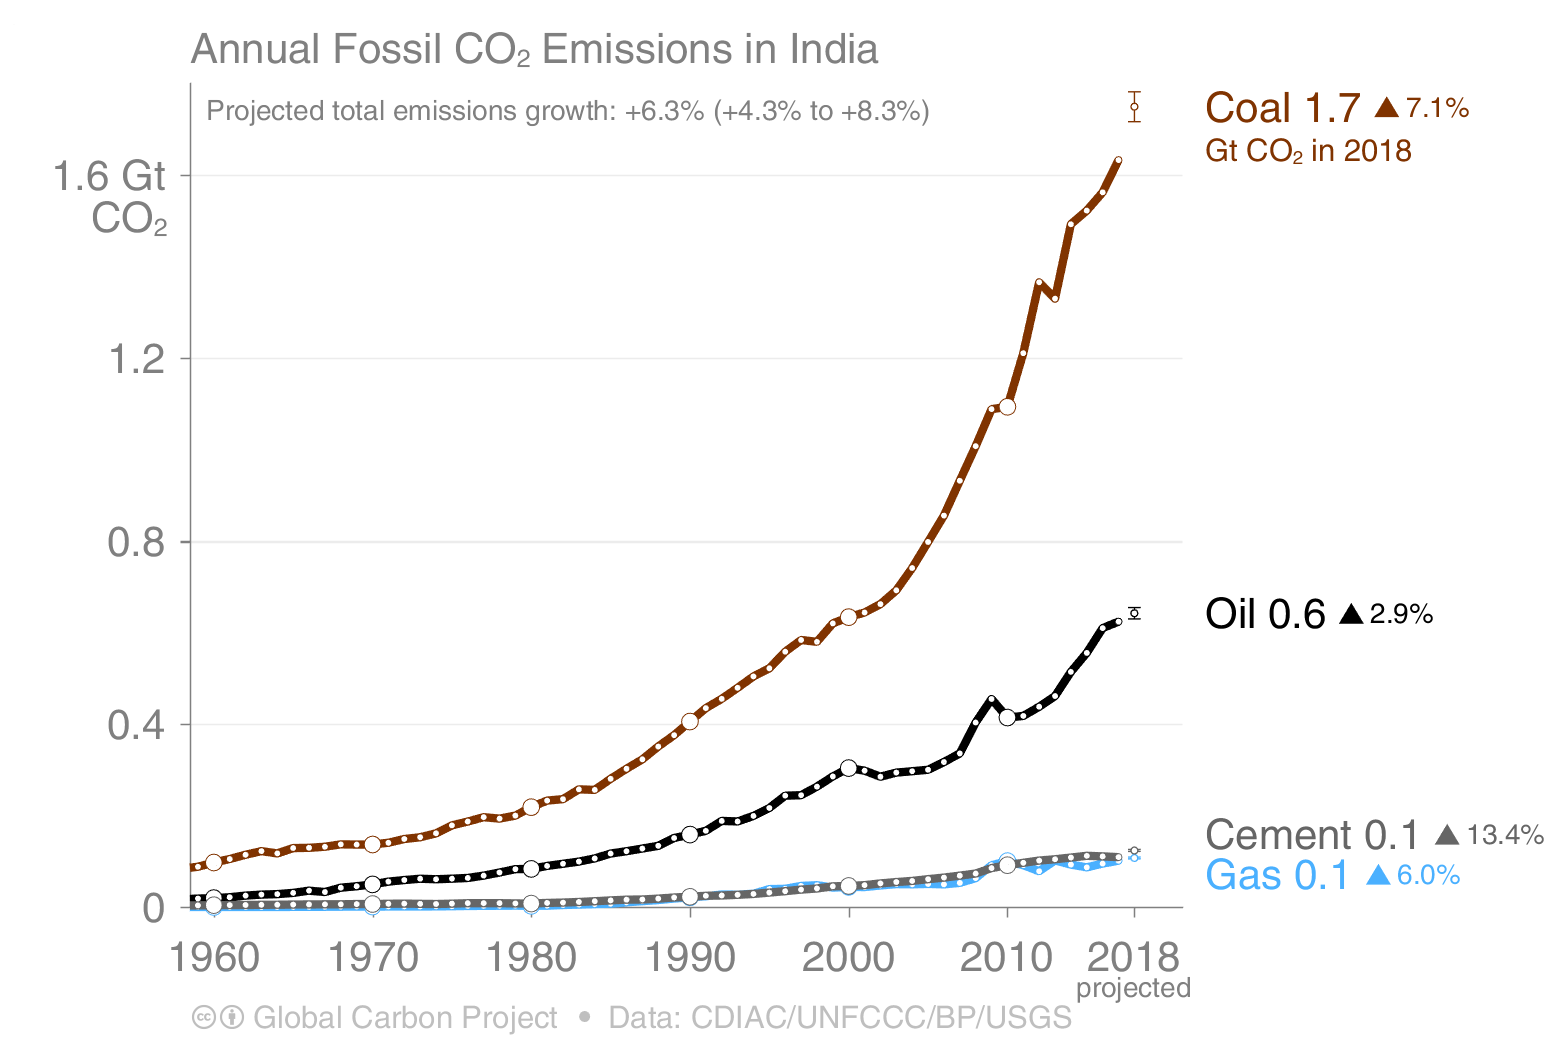 Annual Fossil CO₂ Emissions in India
Projected total emissions growth: +6.3% (+4.3% to +8.3%)
Coal 1.7 ▲ 7.1%
Gt CO₂ in 2018
1.6 Gt
CO₂
1.2
0.8
Oil 0.6 ▲ 2.9%
0.4
Cement 0.1 ▲ 13.4%
Gas 0.1 ▲ 6.0%
0
1960 1970 1980 1990 2000 2010 2018
projected
cc Global Carbon Project • Data: CDIAC/UNFCCC/BP/USGS